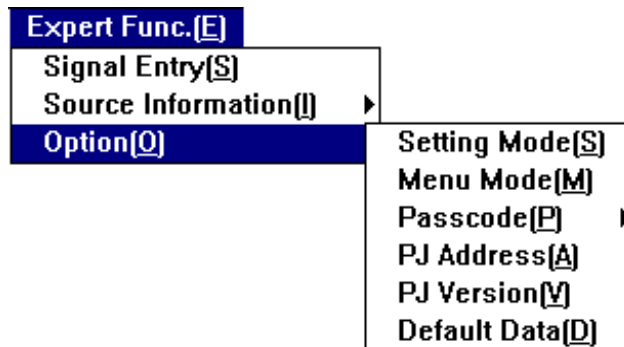 Expert Func.(E)
Signal Entry(S)
Source Information(I)
Option(O)
Setting Mode(S)
Menu Mode(M)
Passcode(P)
PJ Address(A)
PJ Version(V)
Default Data(D)